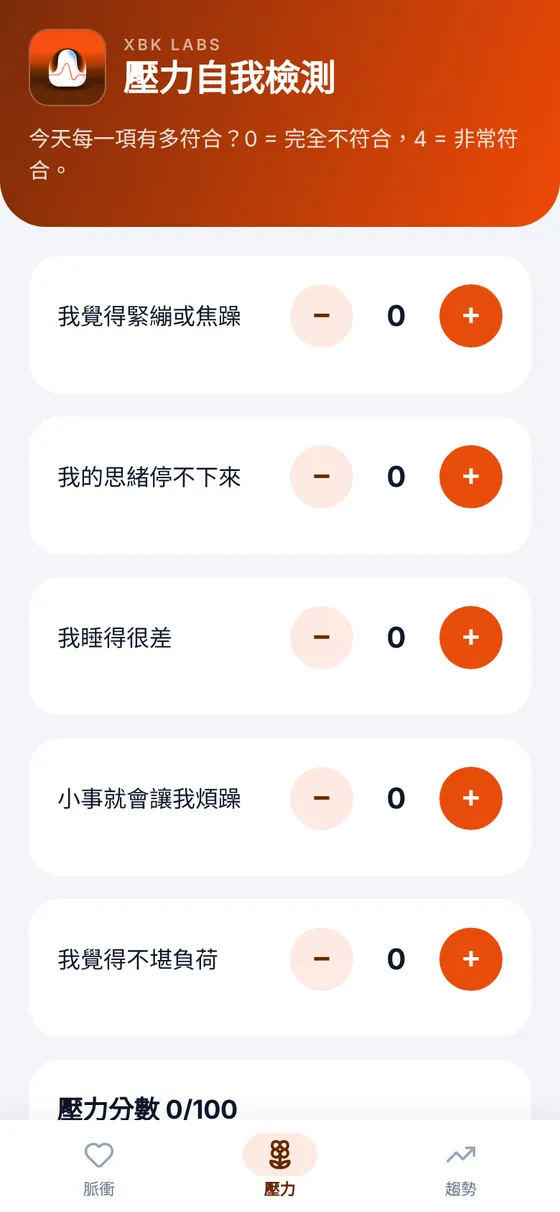 XBK LABS
壓力自我檢測
今天每一項有多符合？0 = 完全不符合，4 = 非常符
合。
我覺得緊繃或焦躁 − 0 +
我的思緒停不下來 − 0 +
我睡得很差 − 0 +
小事就會讓我煩躁 − 0 +
我覺得不堪負荷 − 0 +
壓力分數 0/100
脈衝 壓力 趨勢